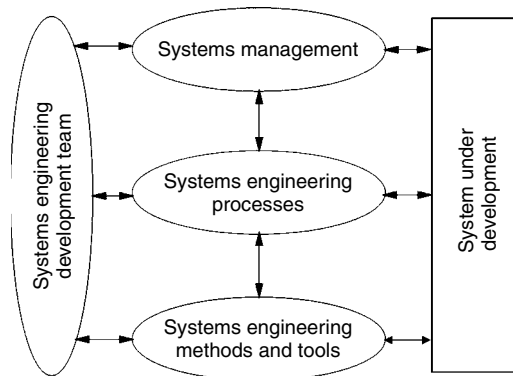 Systems engineering
development team
Systems management
Systems engineering
processes
Systems engineering
methods and tools
System under
development